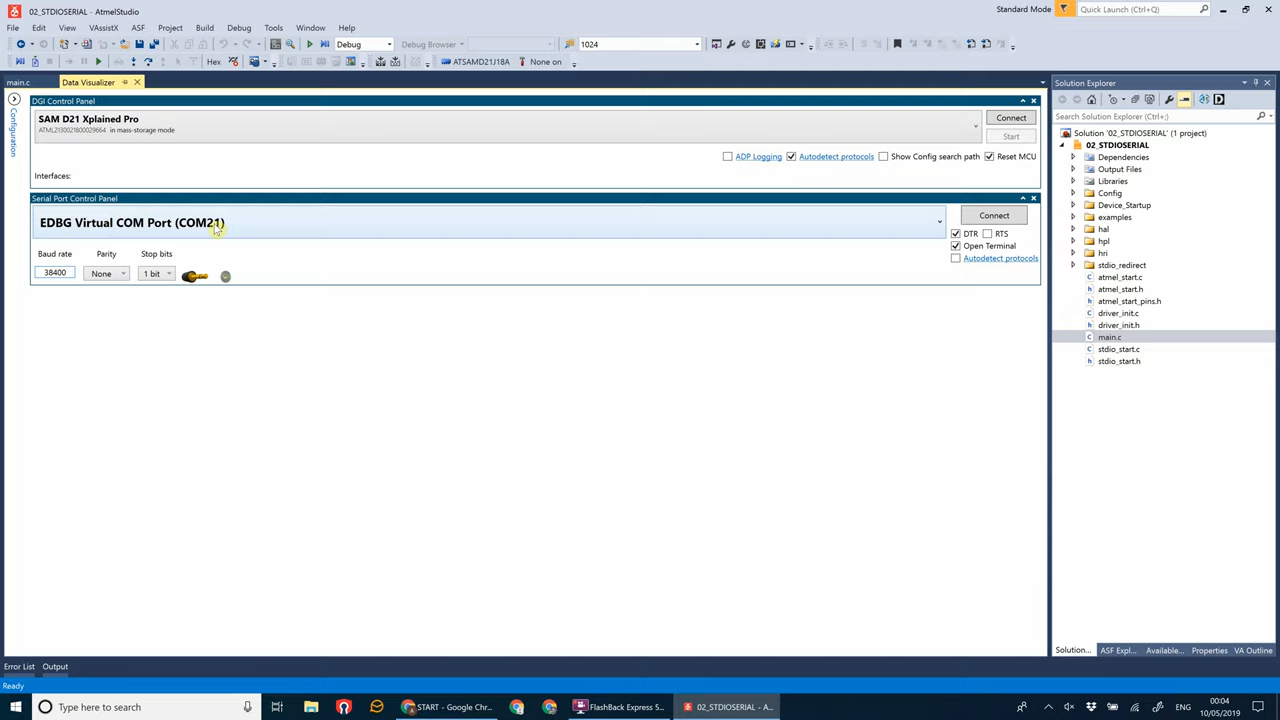 02_STDIOSERIAL - AtmelStudio
Standard Mode
Quick Launch (Ctrl+Q)
File Edit View VAssistX ASF Project Build Debug Tools Window Help
Debug
Debug Browser
1024
Hex
ATSAMD21J18A
None on
main.c
Data Visualizer
Configuration
DGI Control Panel
SAM D21 Xplained Pro
ATML2130021800029664 in mass-storage mode
Connect
Start
ADP Logging
Autodetect protocols
Show Config search path
Reset MCU
Interfaces:
Serial Port Control Panel
EDBG Virtual COM Port (COM21)
Connect
DTR
RTS
Open Terminal
Autodetect protocols
Baud rate
Parity
Stop bits
38400
None
1 bit
Solution Explorer
Search Solution Explorer (Ctrl+;)
Solution '02_STDIOSERIAL' (1 project)
02_STDIOSERIAL
Dependencies
Output Files
Libraries
Config
Device_Startup
examples
hal
hpl
hri
stdio_redirect
atmel_start.c
atmel_start.h
atmel_start_pins.h
driver_init.c
driver_init.h
main.c
stdio_start.c
stdio_start.h
Solution...
ASF Expl...
Available...
Properties
VA Outline
Error List
Output
Ready
Type here to search
START - Google Chr...
FlashBack Express 5...
02_STDIOSERIAL - A...
ENG
00:04
10/05/2019